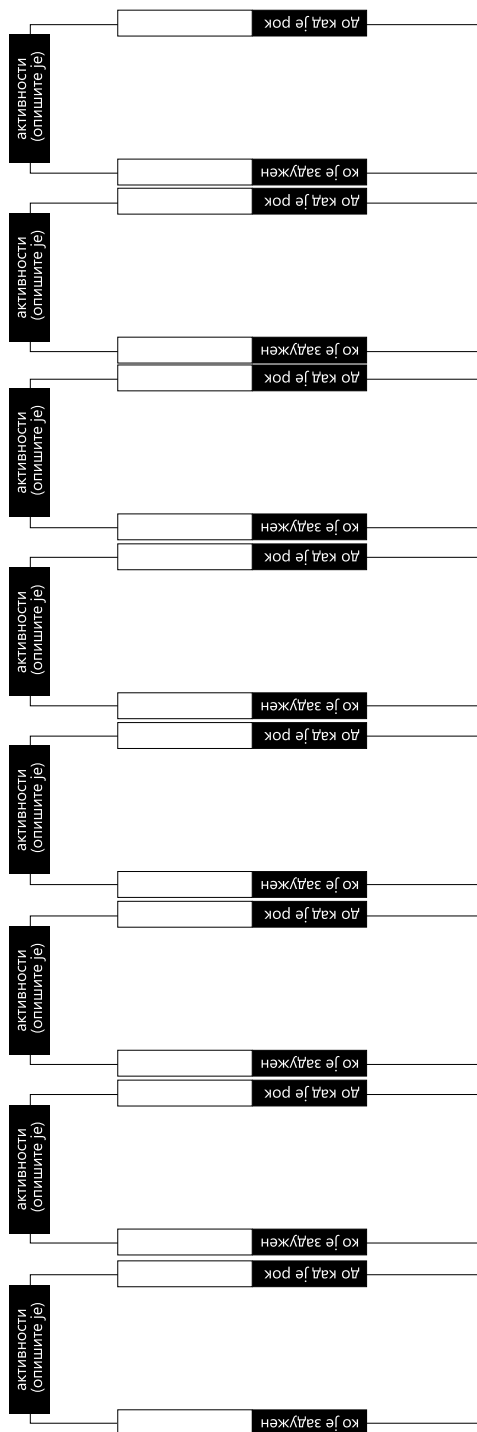 до кад је рок
активности
(опишите је)
ко је задужен
до кад је рок
активности
(опишите је)
ко је задужен
до кад је рок
активности
(опишите је)
ко је задужен
до кад је рок
активности
(опишите је)
ко је задужен
до кад је рок
активности
(опишите је)
ко је задужен
до кад је рок
активности
(опишите је)
ко је задужен
до кад је рок
активности
(опишите је)
ко је задужен
до кад је рок
активности
(опишите је)
ко је задужен